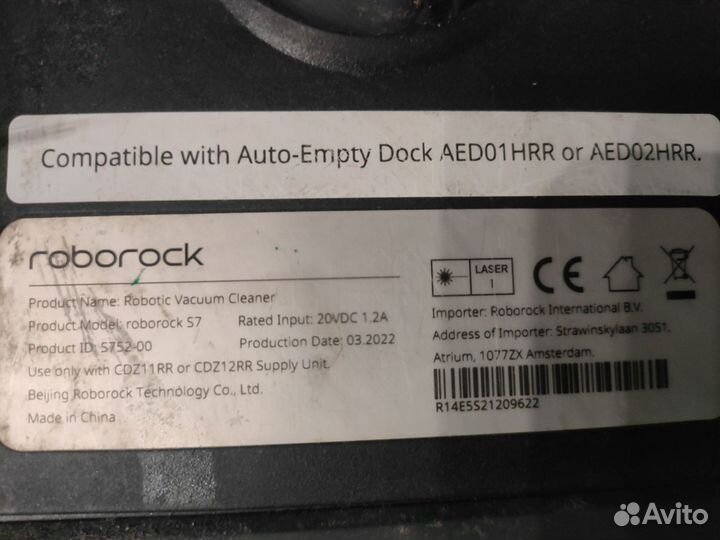 Compatible with Auto-Empty Dock AED01HRR or AED02HRR.
roborock
Product Name: Robotic Vacuum Cleaner
Product Model: roborock S7 Rated Input: 20VDC 1.2A
Product ID: S752-00 Production Date: 03.2022
Use only with CDZ11RR or CDZ12RR Supply Unit.
Beijing Roborock Technology Co., Ltd.
Made in China
LASER
1
CE
Importer: Roborock International B.V.
Address of Importer: Strawinskylaan 3051,
Atrium, 1077ZX Amsterdam.
R14E5S21209622
Avito